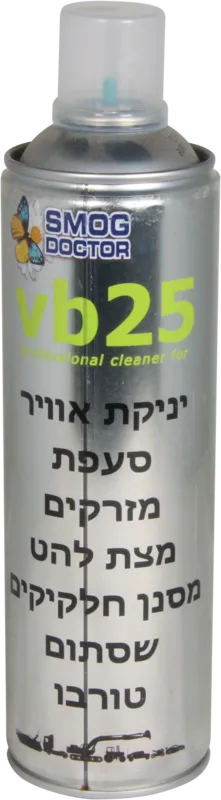 SMOG
DOCTOR
vb25
professional cleaner for
יניקת אוויר
סעפת
מזרקים
מצת להט
מסנן חלקיקים
שסתום
טורבו